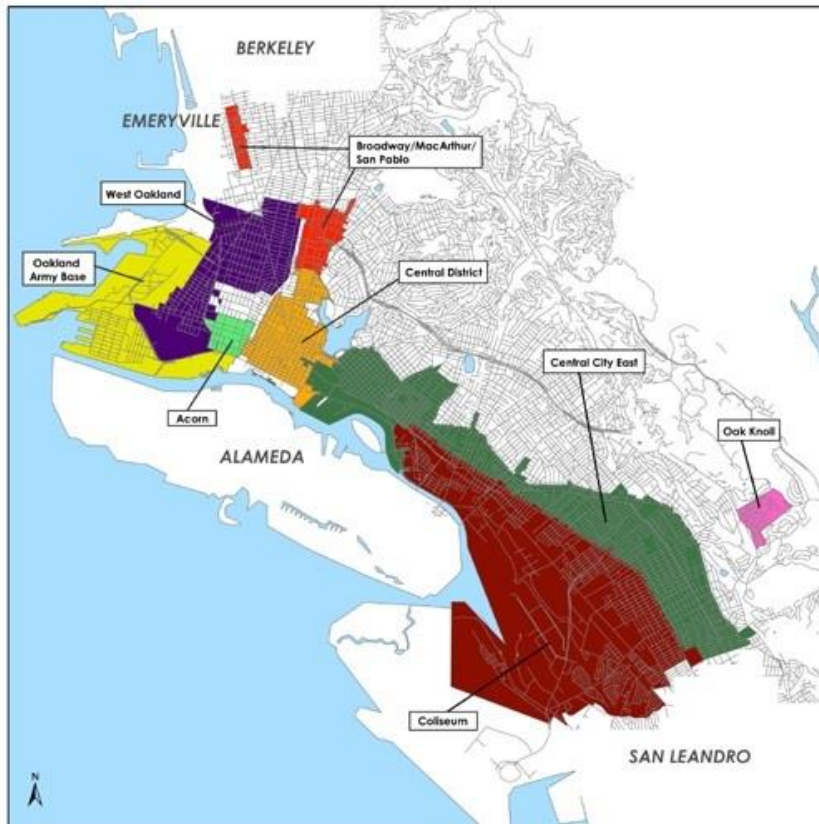 BERKELEY
EMERYVILLE
Broadway/MacArthur/
San Pablo
West Oakland
Oakland
Army Base
Central District
Central City East
Acorn
Oak Knoll
ALAMEDA
Coliseum
SAN LEANDRO
N